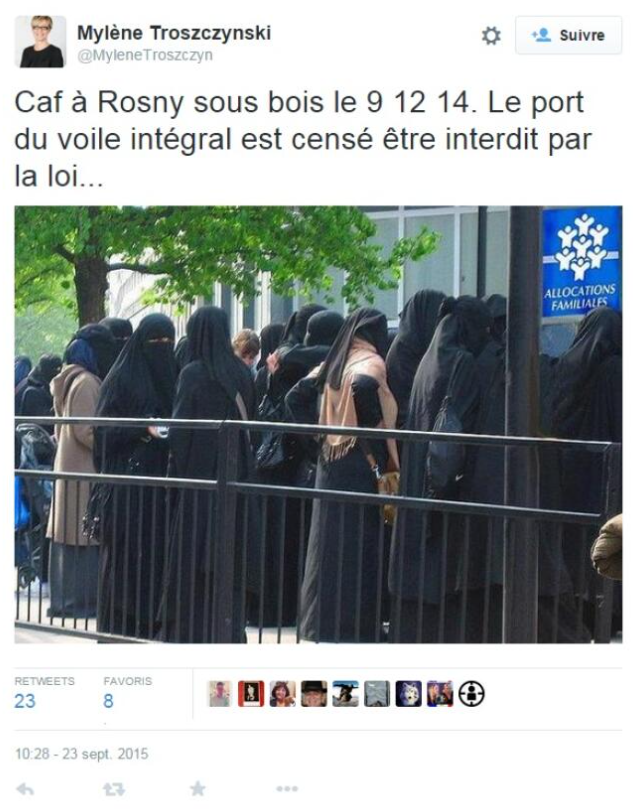 Mylène Troszczynski
@MyleneTroszczyn
Suivre
Caf à Rosny sous bois le 9 12 14. Le port
du voile intégral est censé être interdit par
la loi...
ALLOCATIONS
FAMILIALES
RETWEETS
FAVORIS
23
8
10:28 - 23 sept. 2015